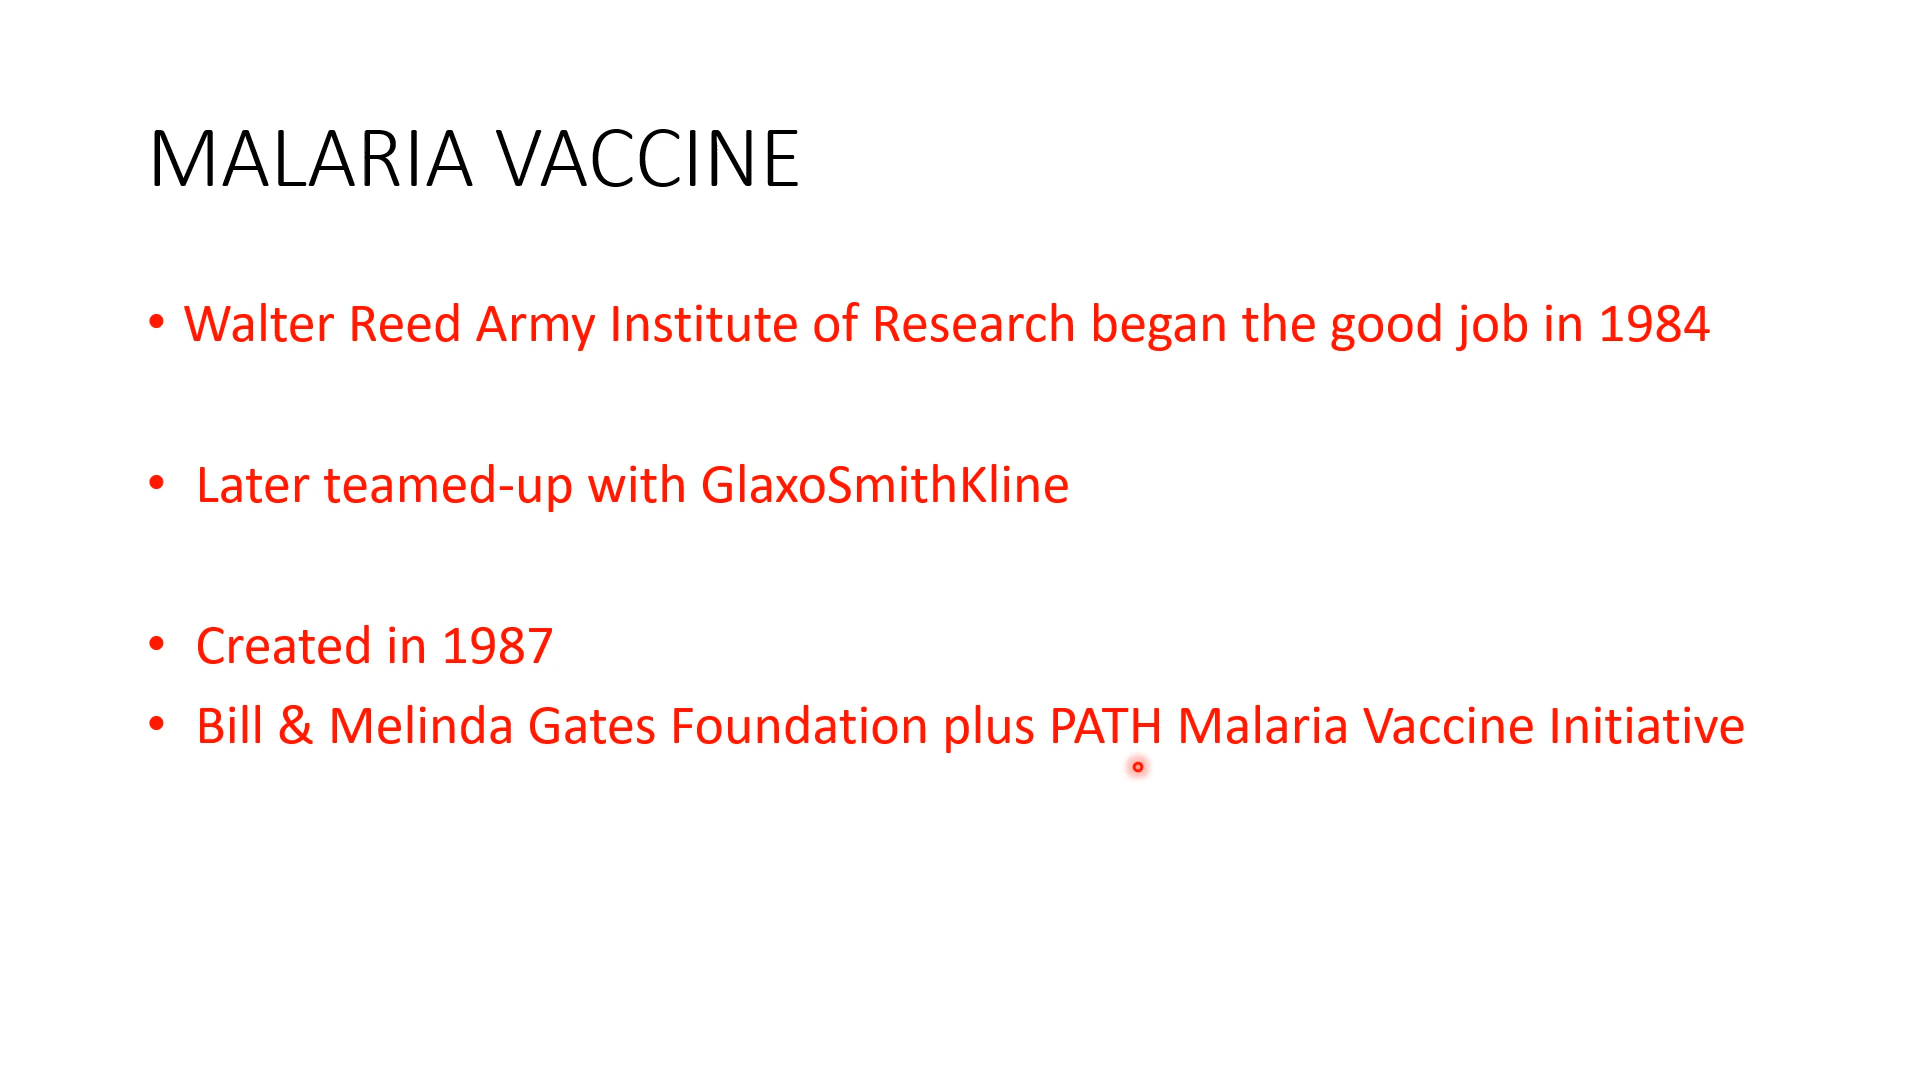 MALARIA VACCINE
• Walter Reed Army Institute of Research began the good job in 1984
• Later teamed-up with GlaxoSmithKline
• Created in 1987
• Bill & Melinda Gates Foundation plus PATH Malaria Vaccine Initiative